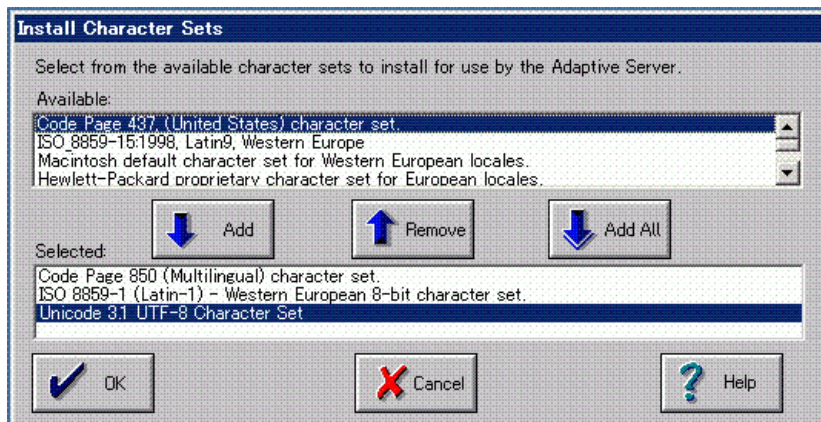 Install Character Sets
Select from the available character sets to install for use by the Adaptive Server.
Available:
Code Page 437, (United States) character set.
ISO_8859-15:1998, Latin9, Western Europe
Macintosh default character set for Western European locales.
Hewlett-Packard proprietary character set for European locales.
Add
Remove
Add All
Selected:
Code Page 850 (Multilingual) character set.
ISO 8859-1 (Latin-1) - Western European 8-bit character set.
Unicode 3.1 UTF-8 Character Set
OK
Cancel
Help